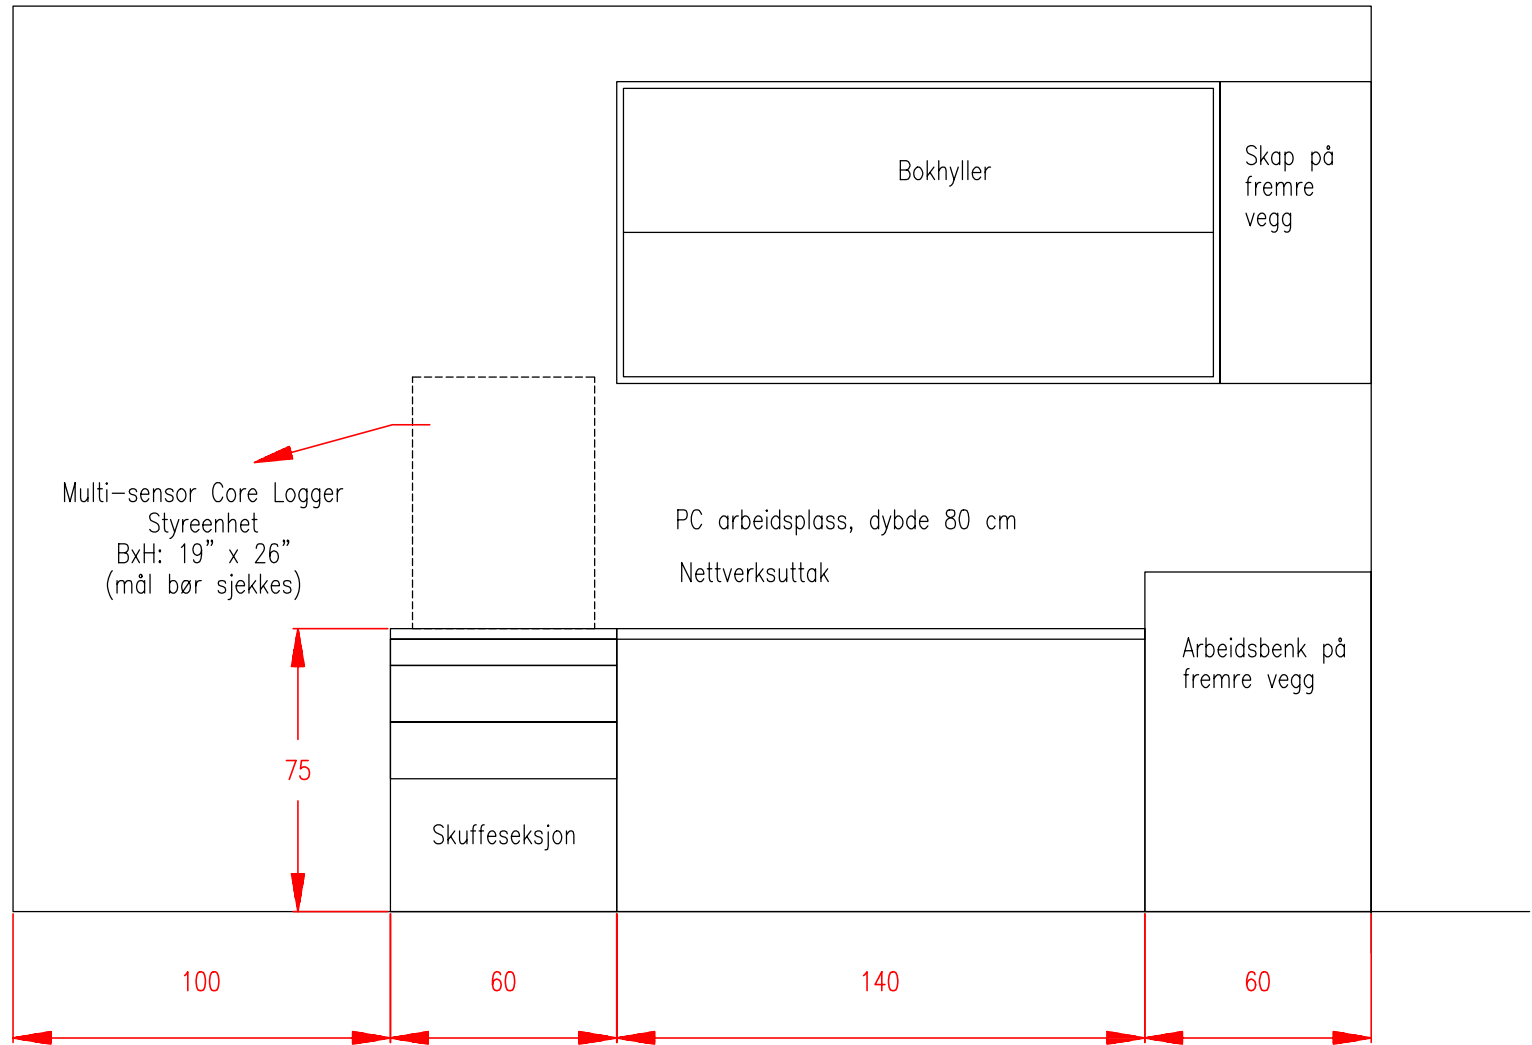 Bokhyller
Skap på
fremre
vegg
Multi-sensor Core Logger
Styreenhet
BxH: 19” x 26”
(mål bør sjekkes)
PC arbeidsplass, dybde 80 cm
Nettverksuttak
Arbeidsbenk på
fremre vegg
75
Skuffeseksjon
100
60
140
60